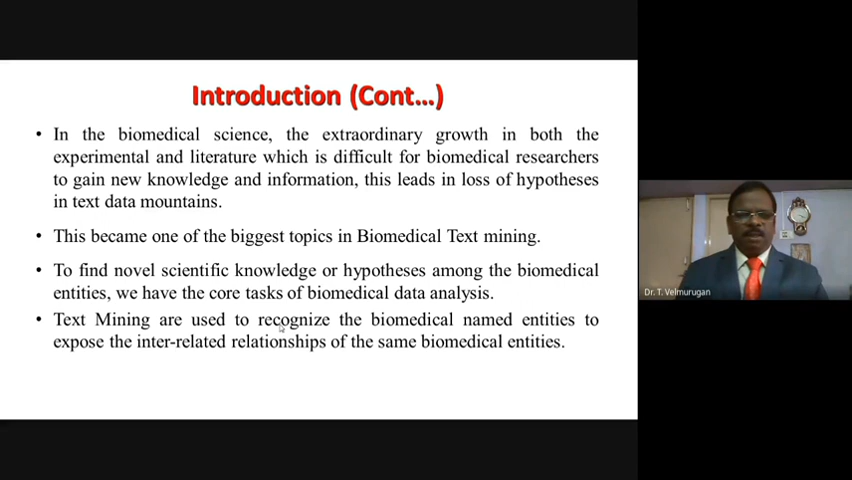 Introduction (Cont...)
• In the biomedical science, the extraordinary growth in both the
experimental and literature which is difficult for biomedical researchers
to gain new knowledge and information, this leads in loss of hypotheses
in text data mountains.
• This became one of the biggest topics in Biomedical Text mining.
• To find novel scientific knowledge or hypotheses among the biomedical
entities, we have the core tasks of biomedical data analysis.
• Text Mining are used to recognize the biomedical named entities to
expose the inter-related relationships of the same biomedical entities.
Dr. T. Velmurugan